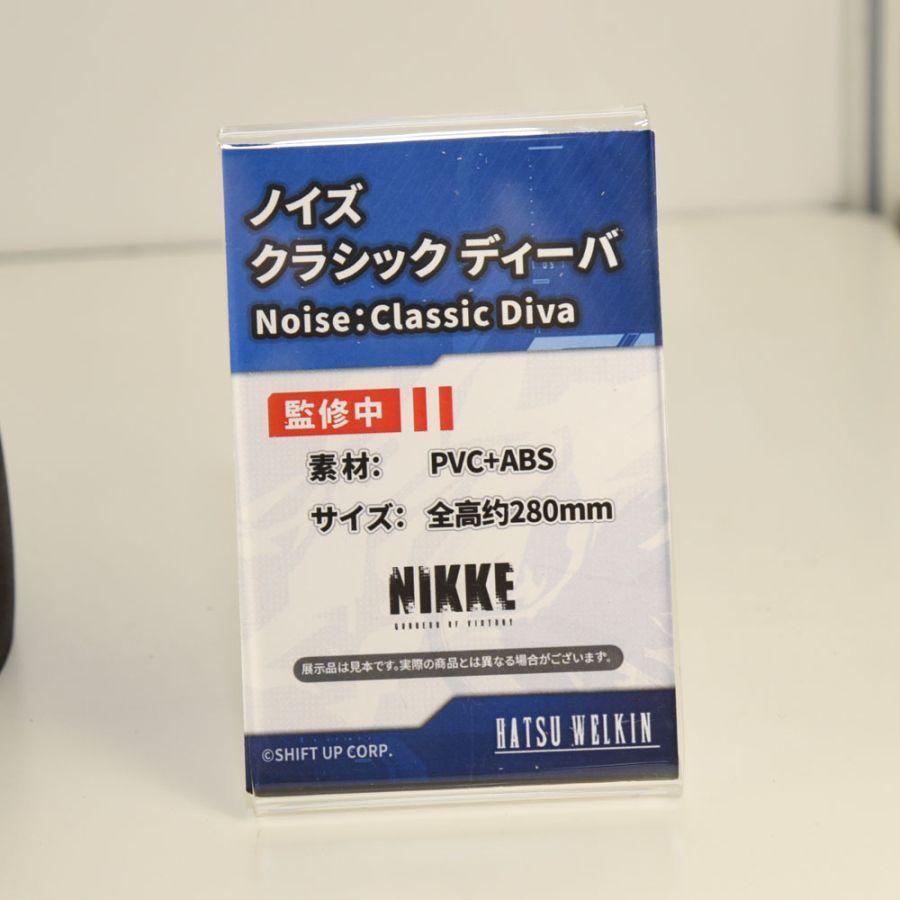 ノイズ
クラシック ディーバ
Noise:Classic Diva
監修中
素材: PVC+ABS
サイズ: 全高约280mm
NIKKE
GODDESS OF VICTORY
展示品は見本です。実際の商品とは異なる場合がございます。
©SHIFT UP CORP.
HATSU WELKIN